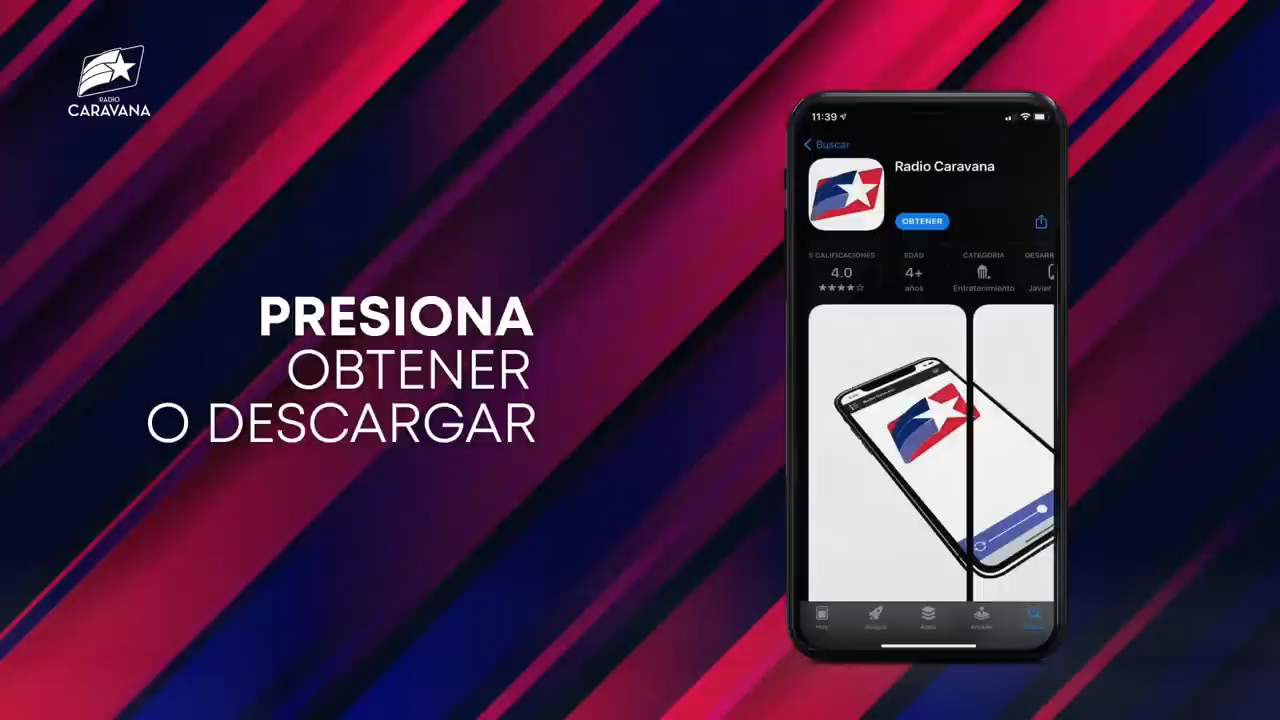 RADIO
CARAVANA
PRESIONA
OBTENER
O DESCARGAR
11:39
Buscar
Radio Caravana
OBTENER
5 CALIFICACIONES
4.0
EDAD
4+
años
CATEGORÍA
Entretenimiento
DESARR
Javier